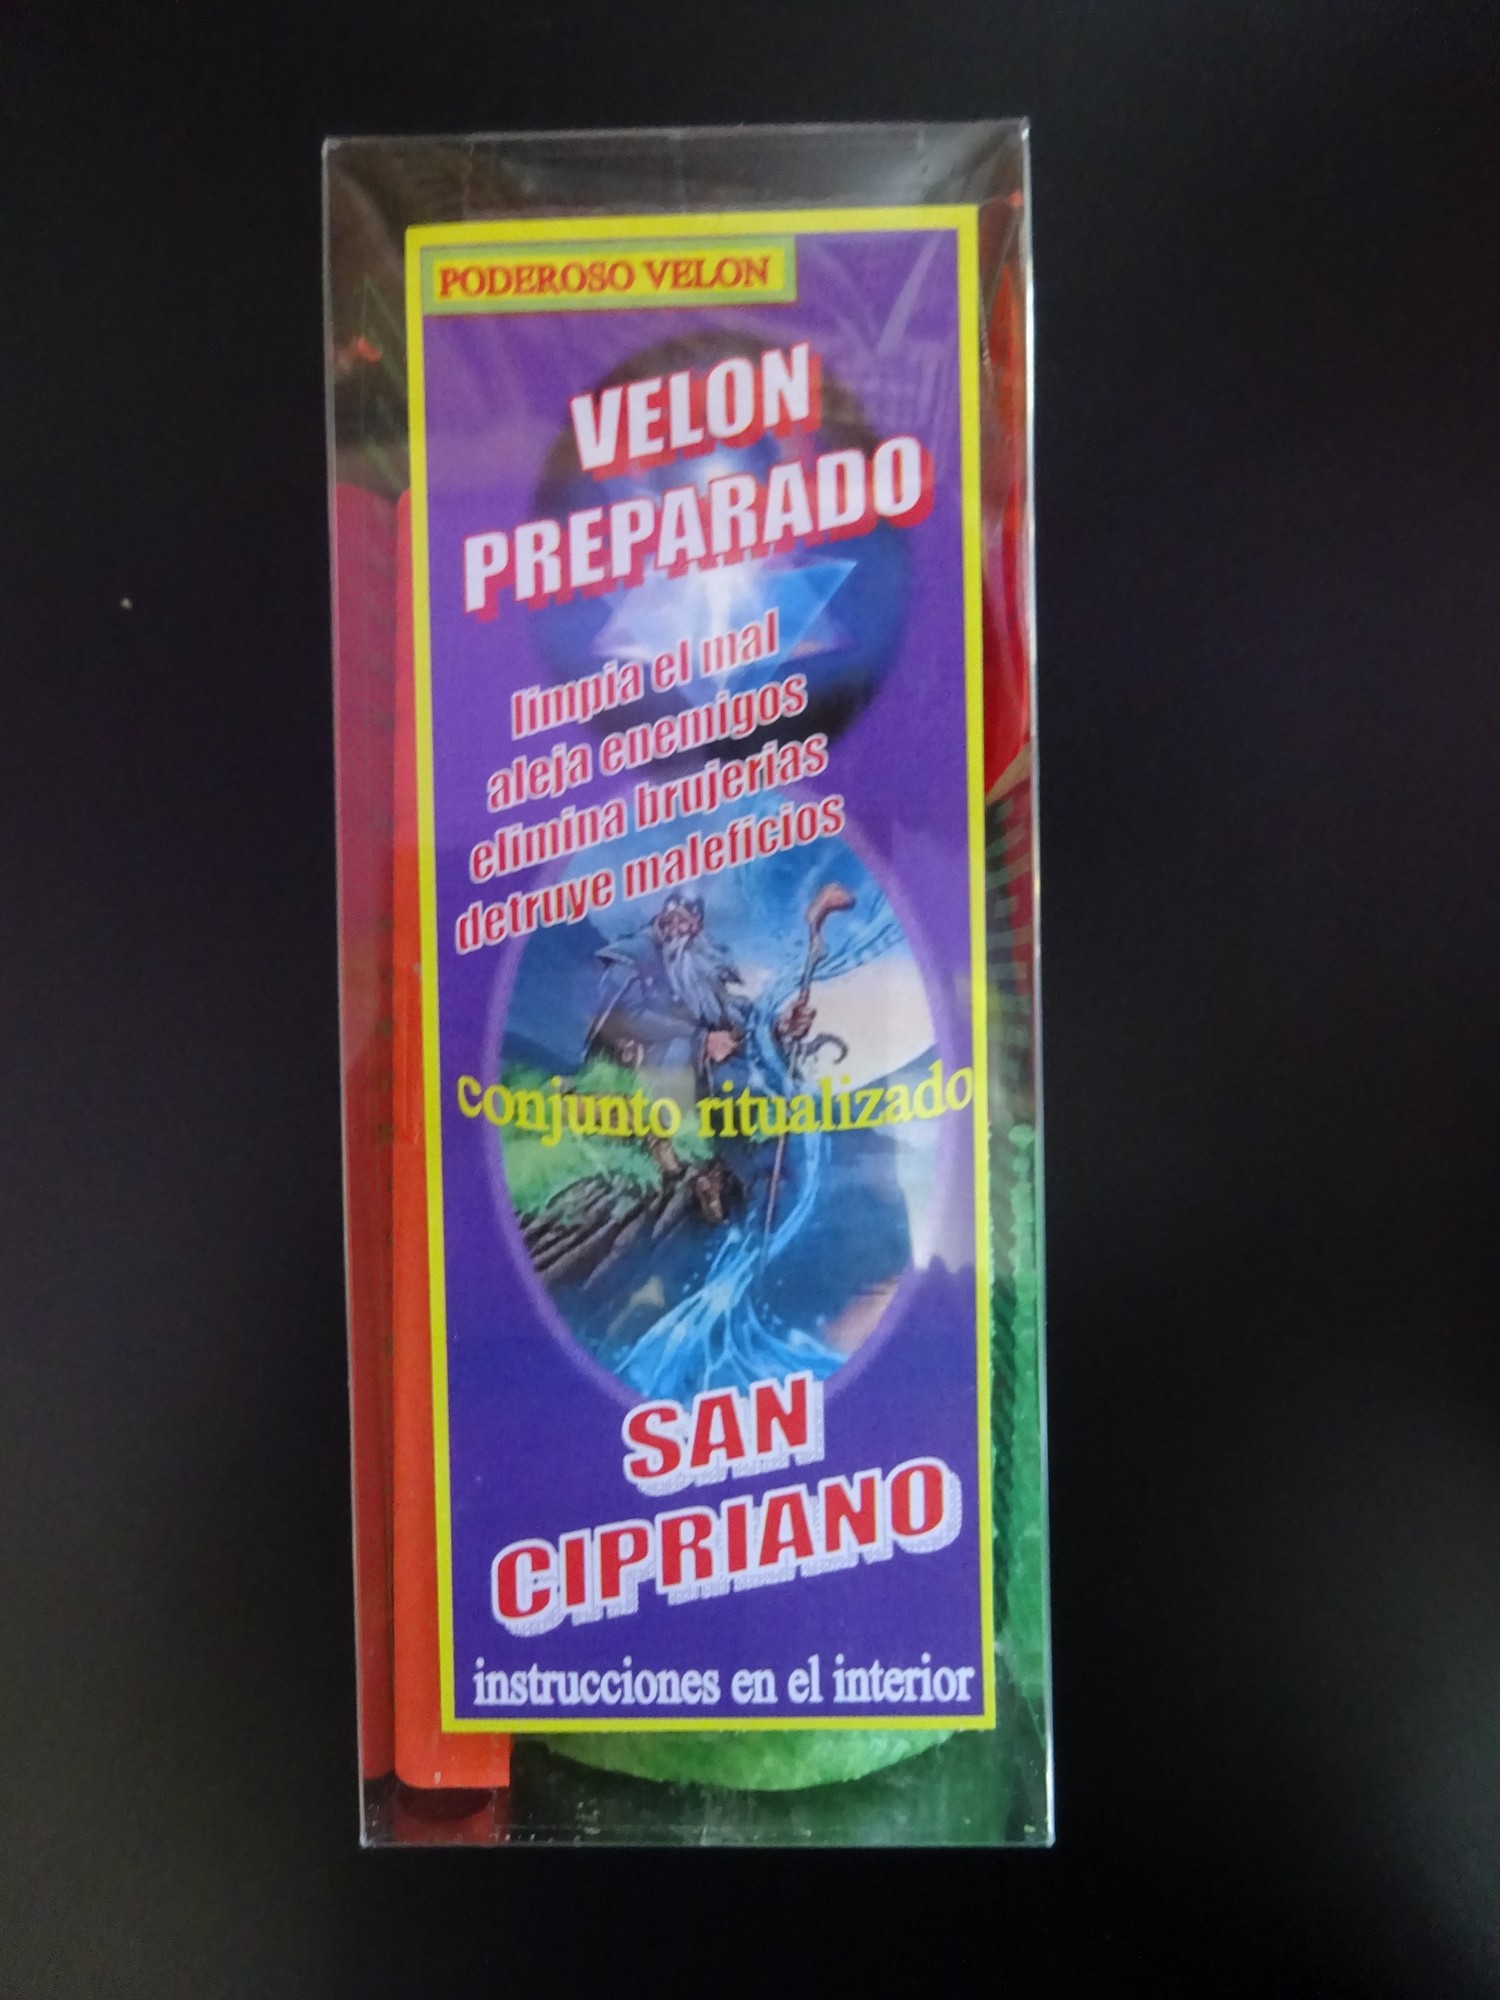 PODEROSO VELON
VELON
PREPARADO
limpia el mal
aleja enemigos
elimina brujerias
detruye maleficios
conjunto ritualizado
SAN
CIPRIANO
instrucciones en el interior